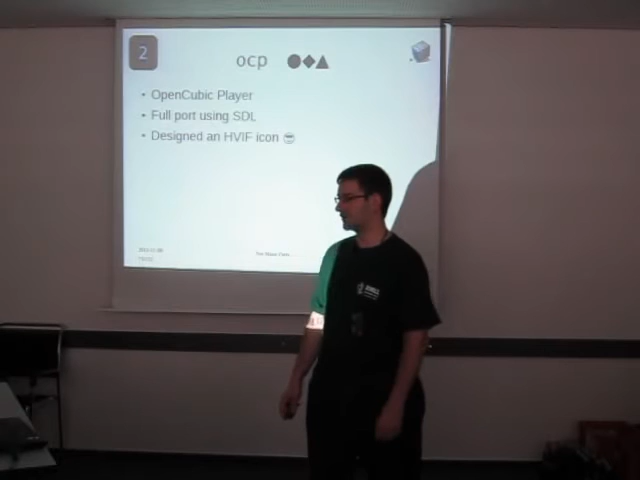 2
ocp
• OpenCubic Player
• Full port using SDL
• Designed an HVIF icon 😎